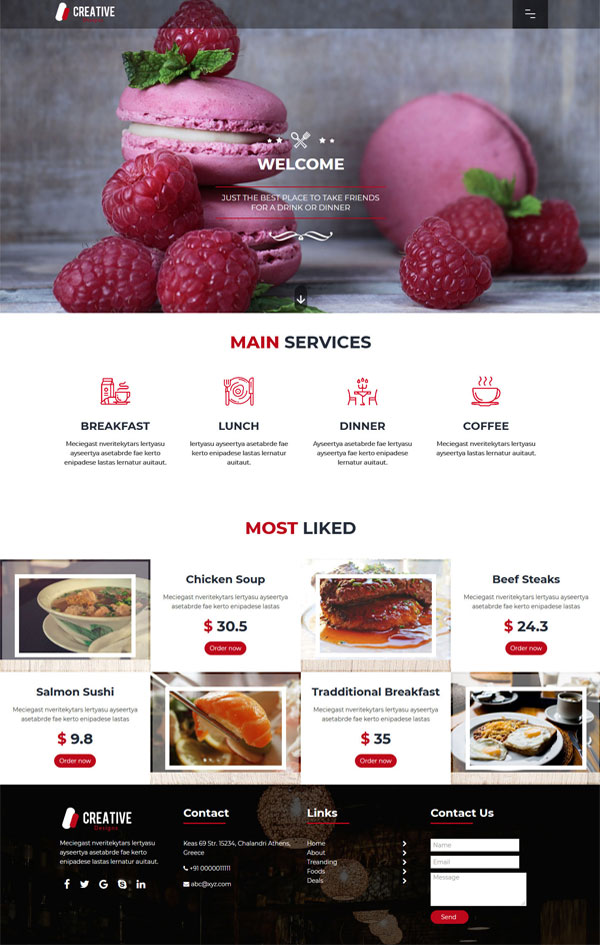 CREATIVE
WELCOME
JUST THE BEST PLACE TO TAKE FRIENDS
FOR A DRINK OR DINNER
MAIN SERVICES
BREAKFAST
Meciegast nveritekytars lertyasu
ayseertya asetabrde fae kerto
enipadese lastas lernatur auitaut.
LUNCH
lertyasu ayseertya asetabrde fae
kerto enipadese lastas lernatur
auitaut.
DINNER
Ayseertya asetabrde fae lertyasu
ayseertya kerto enipadese
lernatur auitaut.
COFFEE
Meciegast nveritekytars lertyasu
ayseertya lastas lernatur auitaut.
MOST LIKED
Chicken Soup
Meciegast nveritekytars lertyasu ayseertya
asetabrde fae kerto enipadese lastas
$ 30.5
Order now
Beef Steaks
Meciegast nveritekytars lertyasu ayseertya
asetabrde fae kerto enipadese lastas
$ 24.3
Order now
Salmon Sushi
Meciegast nveritekytars lertyasu ayseertya
asetabrde fae kerto enipadese lastas
$ 9.8
Order now
Tradditional Breakfast
Meciegast nveritekytars lertyasu ayseertya
asetabrde fae kerto enipadese lastas
$ 35
Order now
CREATIVE
Designs
Meciegast nveritekytars lertyasu
ayseertya asetabrde fae kerto
enipadese lastas lernatur auitaut.
Contact
Keas 69 Str. 15234, Chalandri Athens,
Greece
+91 0000011111
abc@xyz.com
Links
Home
About
Treanding
Foods
Deals
Contact Us
Name
Email
Message
Send